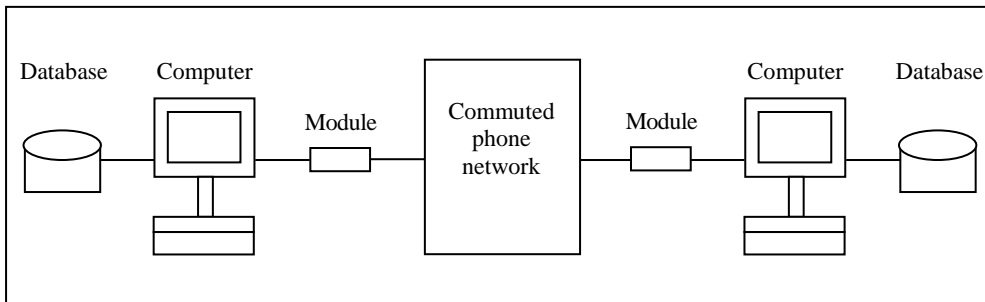 Database
Computer
Module
Commuted
phone
network
Module
Computer
Database